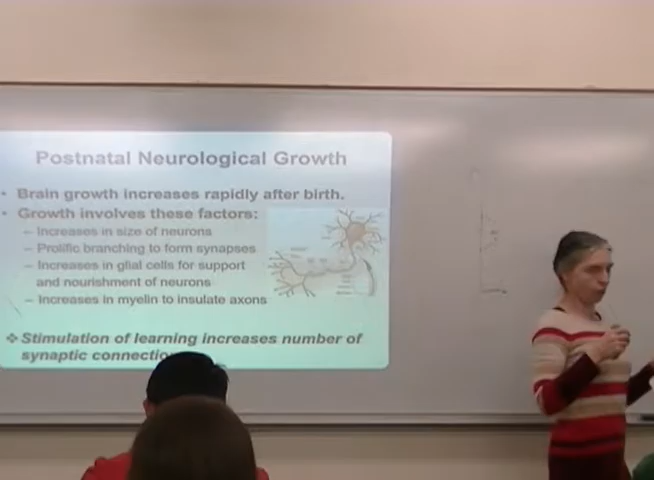 Postnatal Neurological Growth
• Brain growth increases rapidly after birth.
• Growth involves these factors:
– Increases in size of neurons
– Prolific branching to form synapses
– Increases in glial cells for support
and nourishment of neurons
– Increases in myelin to insulate axons
❖ Stimulation of learning increases number of
synaptic